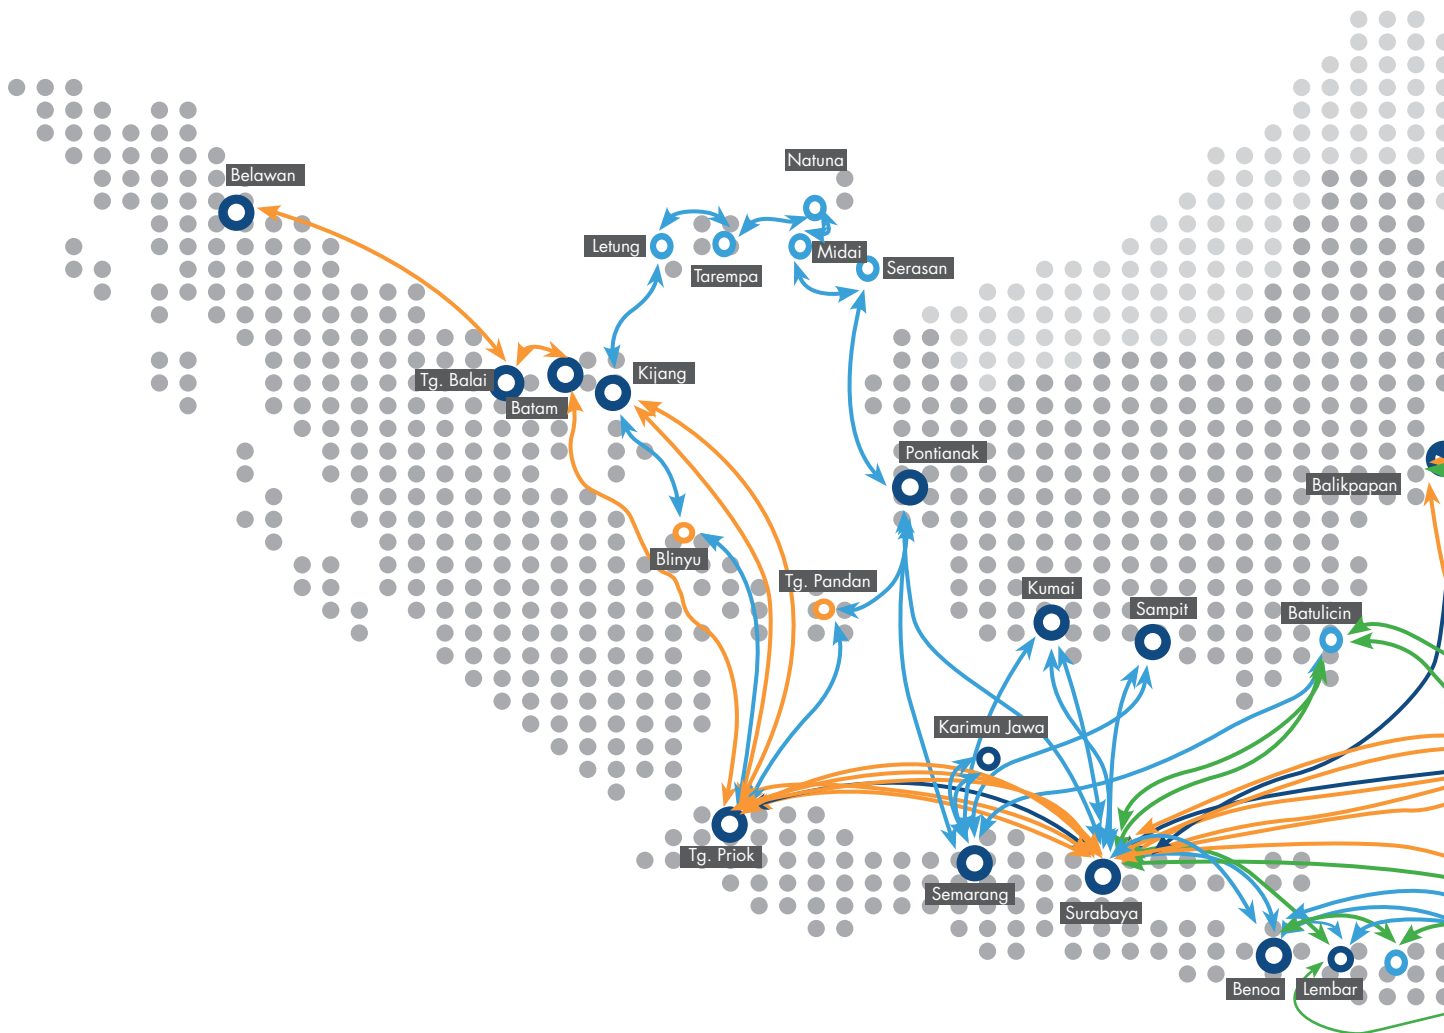 Natuna
Belawan
Letung
Midai
Serasan
Tarempa
Tg. Balai
Kijang
Batam
Pontianak
Balikpapan
Blinyu
Tg. Pandan
Kumai
Sampit
Batulicin
Karimun Jawa
Tg. Priok
Semarang
Surabaya
Benoa
Lembar